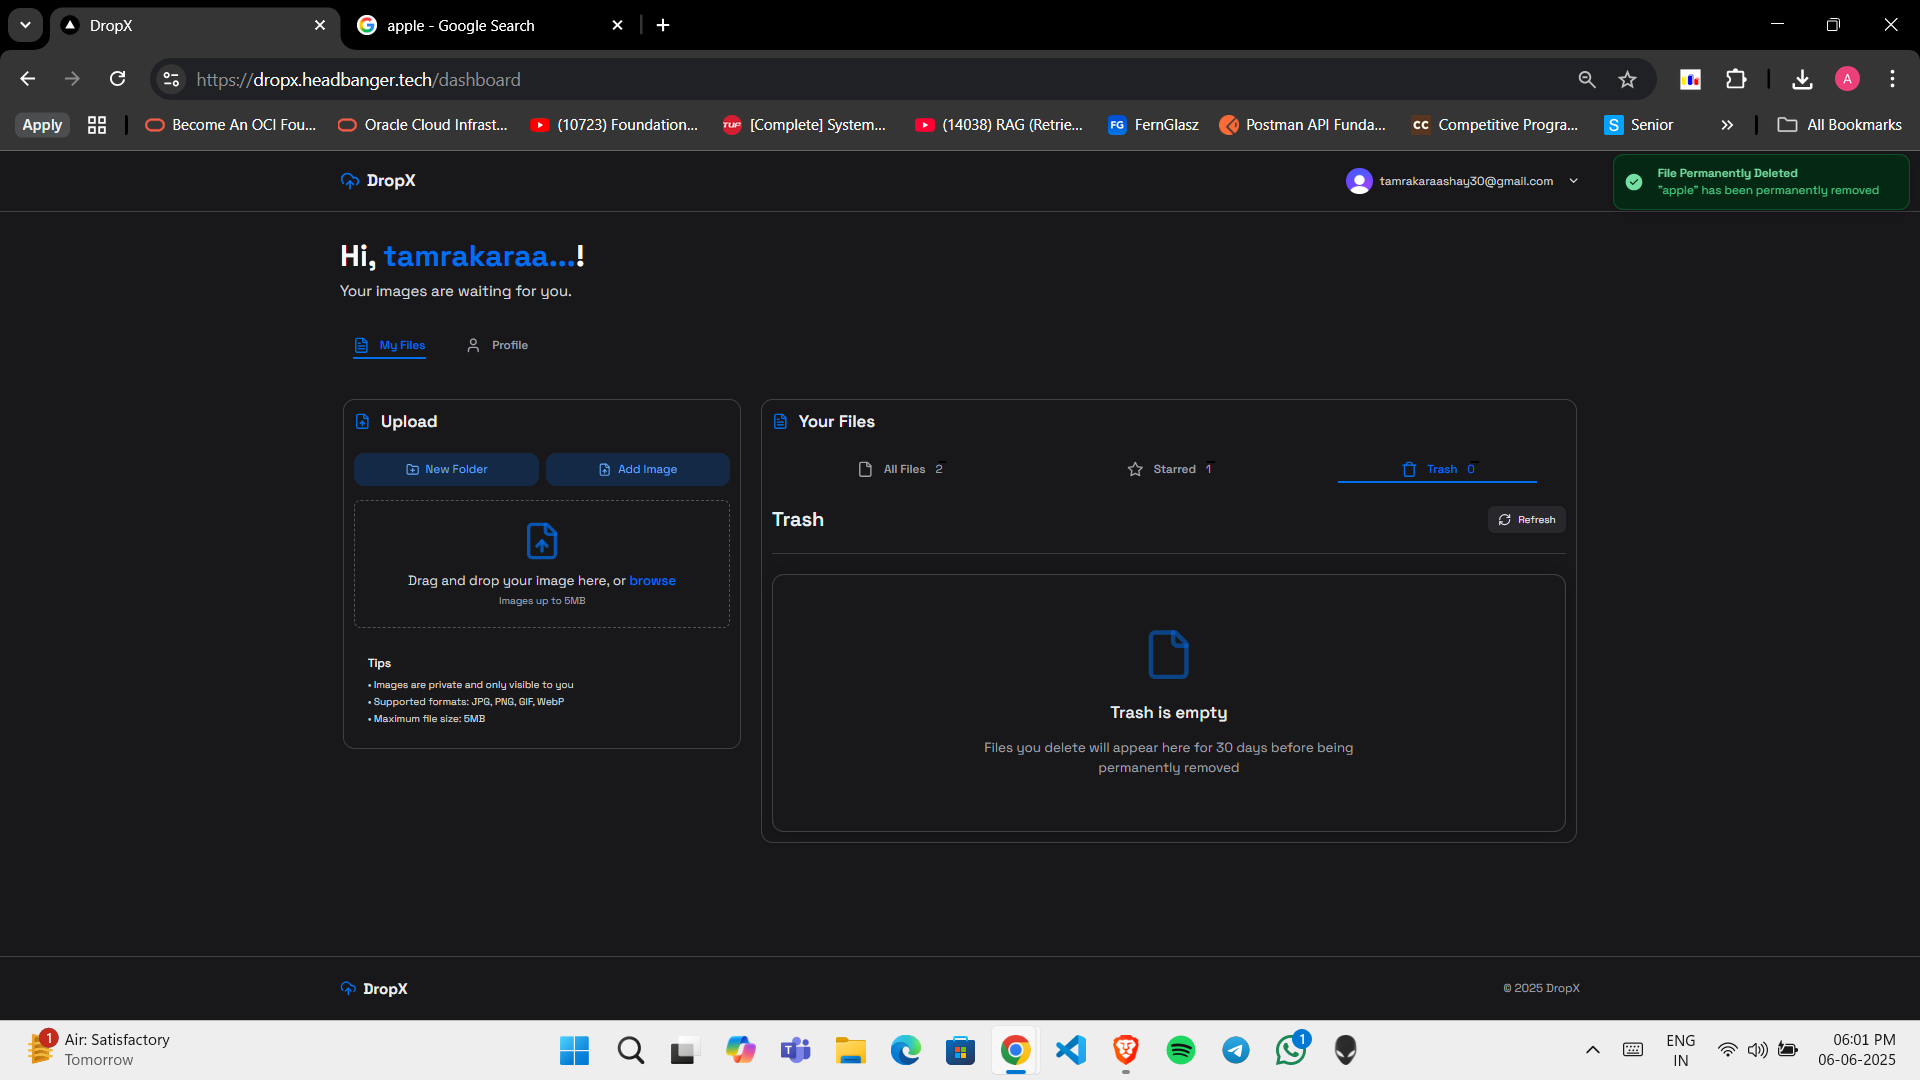 DropX
apple - Google Search
https://dropx.headbanger.tech/dashboard
A
Apply
Become An OCI Fou...
Oracle Cloud Infrast...
(10723) Foundation...
TUF
[Complete] System...
(14038) RAG (Retrie...
FG
FernGlasz
Postman API Funda...
CC
Competitive Progra...
S
Senior
All Bookmarks
DropX
tamrakaraashay30@gmail.com
File Permanently Deleted
"apple" has been permanently removed
Hi, tamrakaraa...!
Your images are waiting for you.
My Files
Profile
Upload
New Folder
Add Image
Drag and drop your image here, or browse
Images up to 5MB
Tips
• Images are private and only visible to you
• Supported formats: JPG, PNG, GIF, WebP
• Maximum file size: 5MB
Your Files
All Files 2
Starred 1
Trash 0
Trash
Refresh
Trash is empty
Files you delete will appear here for 30 days before being
permanently removed
DropX
© 2025 DropX
1
Air: Satisfactory
Tomorrow
1
ENG
IN
06:01 PM
06-06-2025